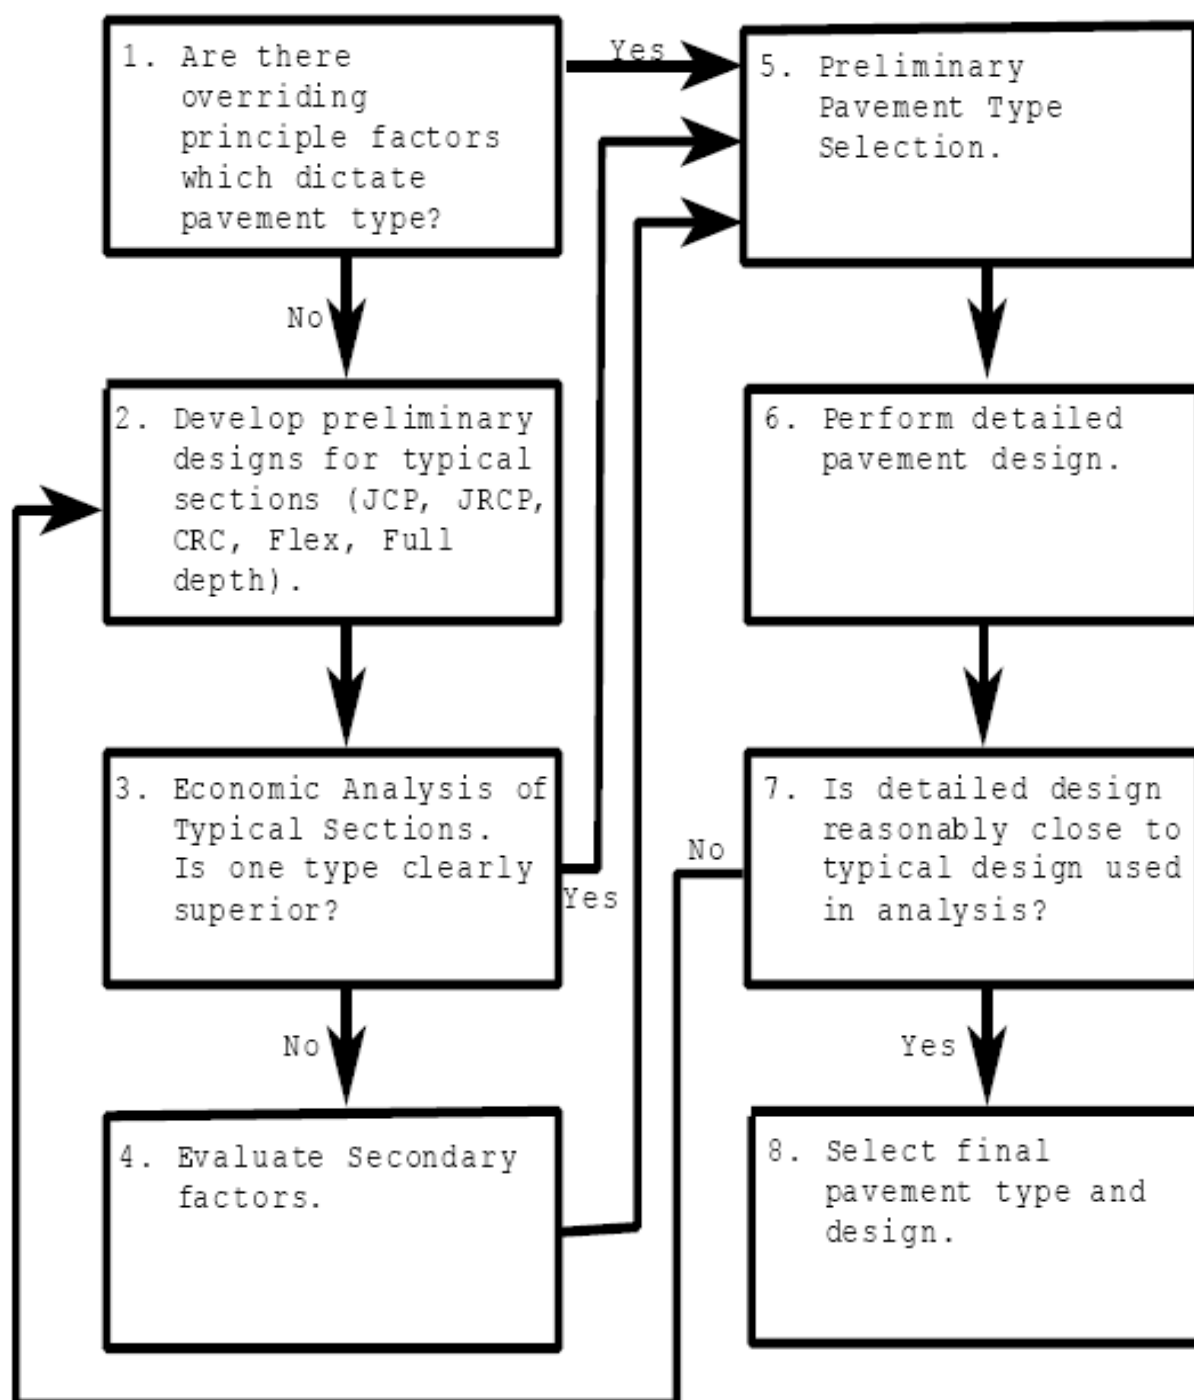 1. Are there
overriding
principle factors
which dictate
pavement type?
Yes
No
2. Develop preliminary
designs for typical
sections (JCP, JRCP,
CRC, Flex, Full
depth).
3. Economic Analysis of
Typical Sections.
Is one type clearly
superior?
Yes
No
4. Evaluate Secondary
factors.
5. Preliminary
Pavement Type
Selection.
6. Perform detailed
pavement design.
7. Is detailed design
reasonably close to
typical design used
in analysis?
No
Yes
8. Select final
pavement type and
design.